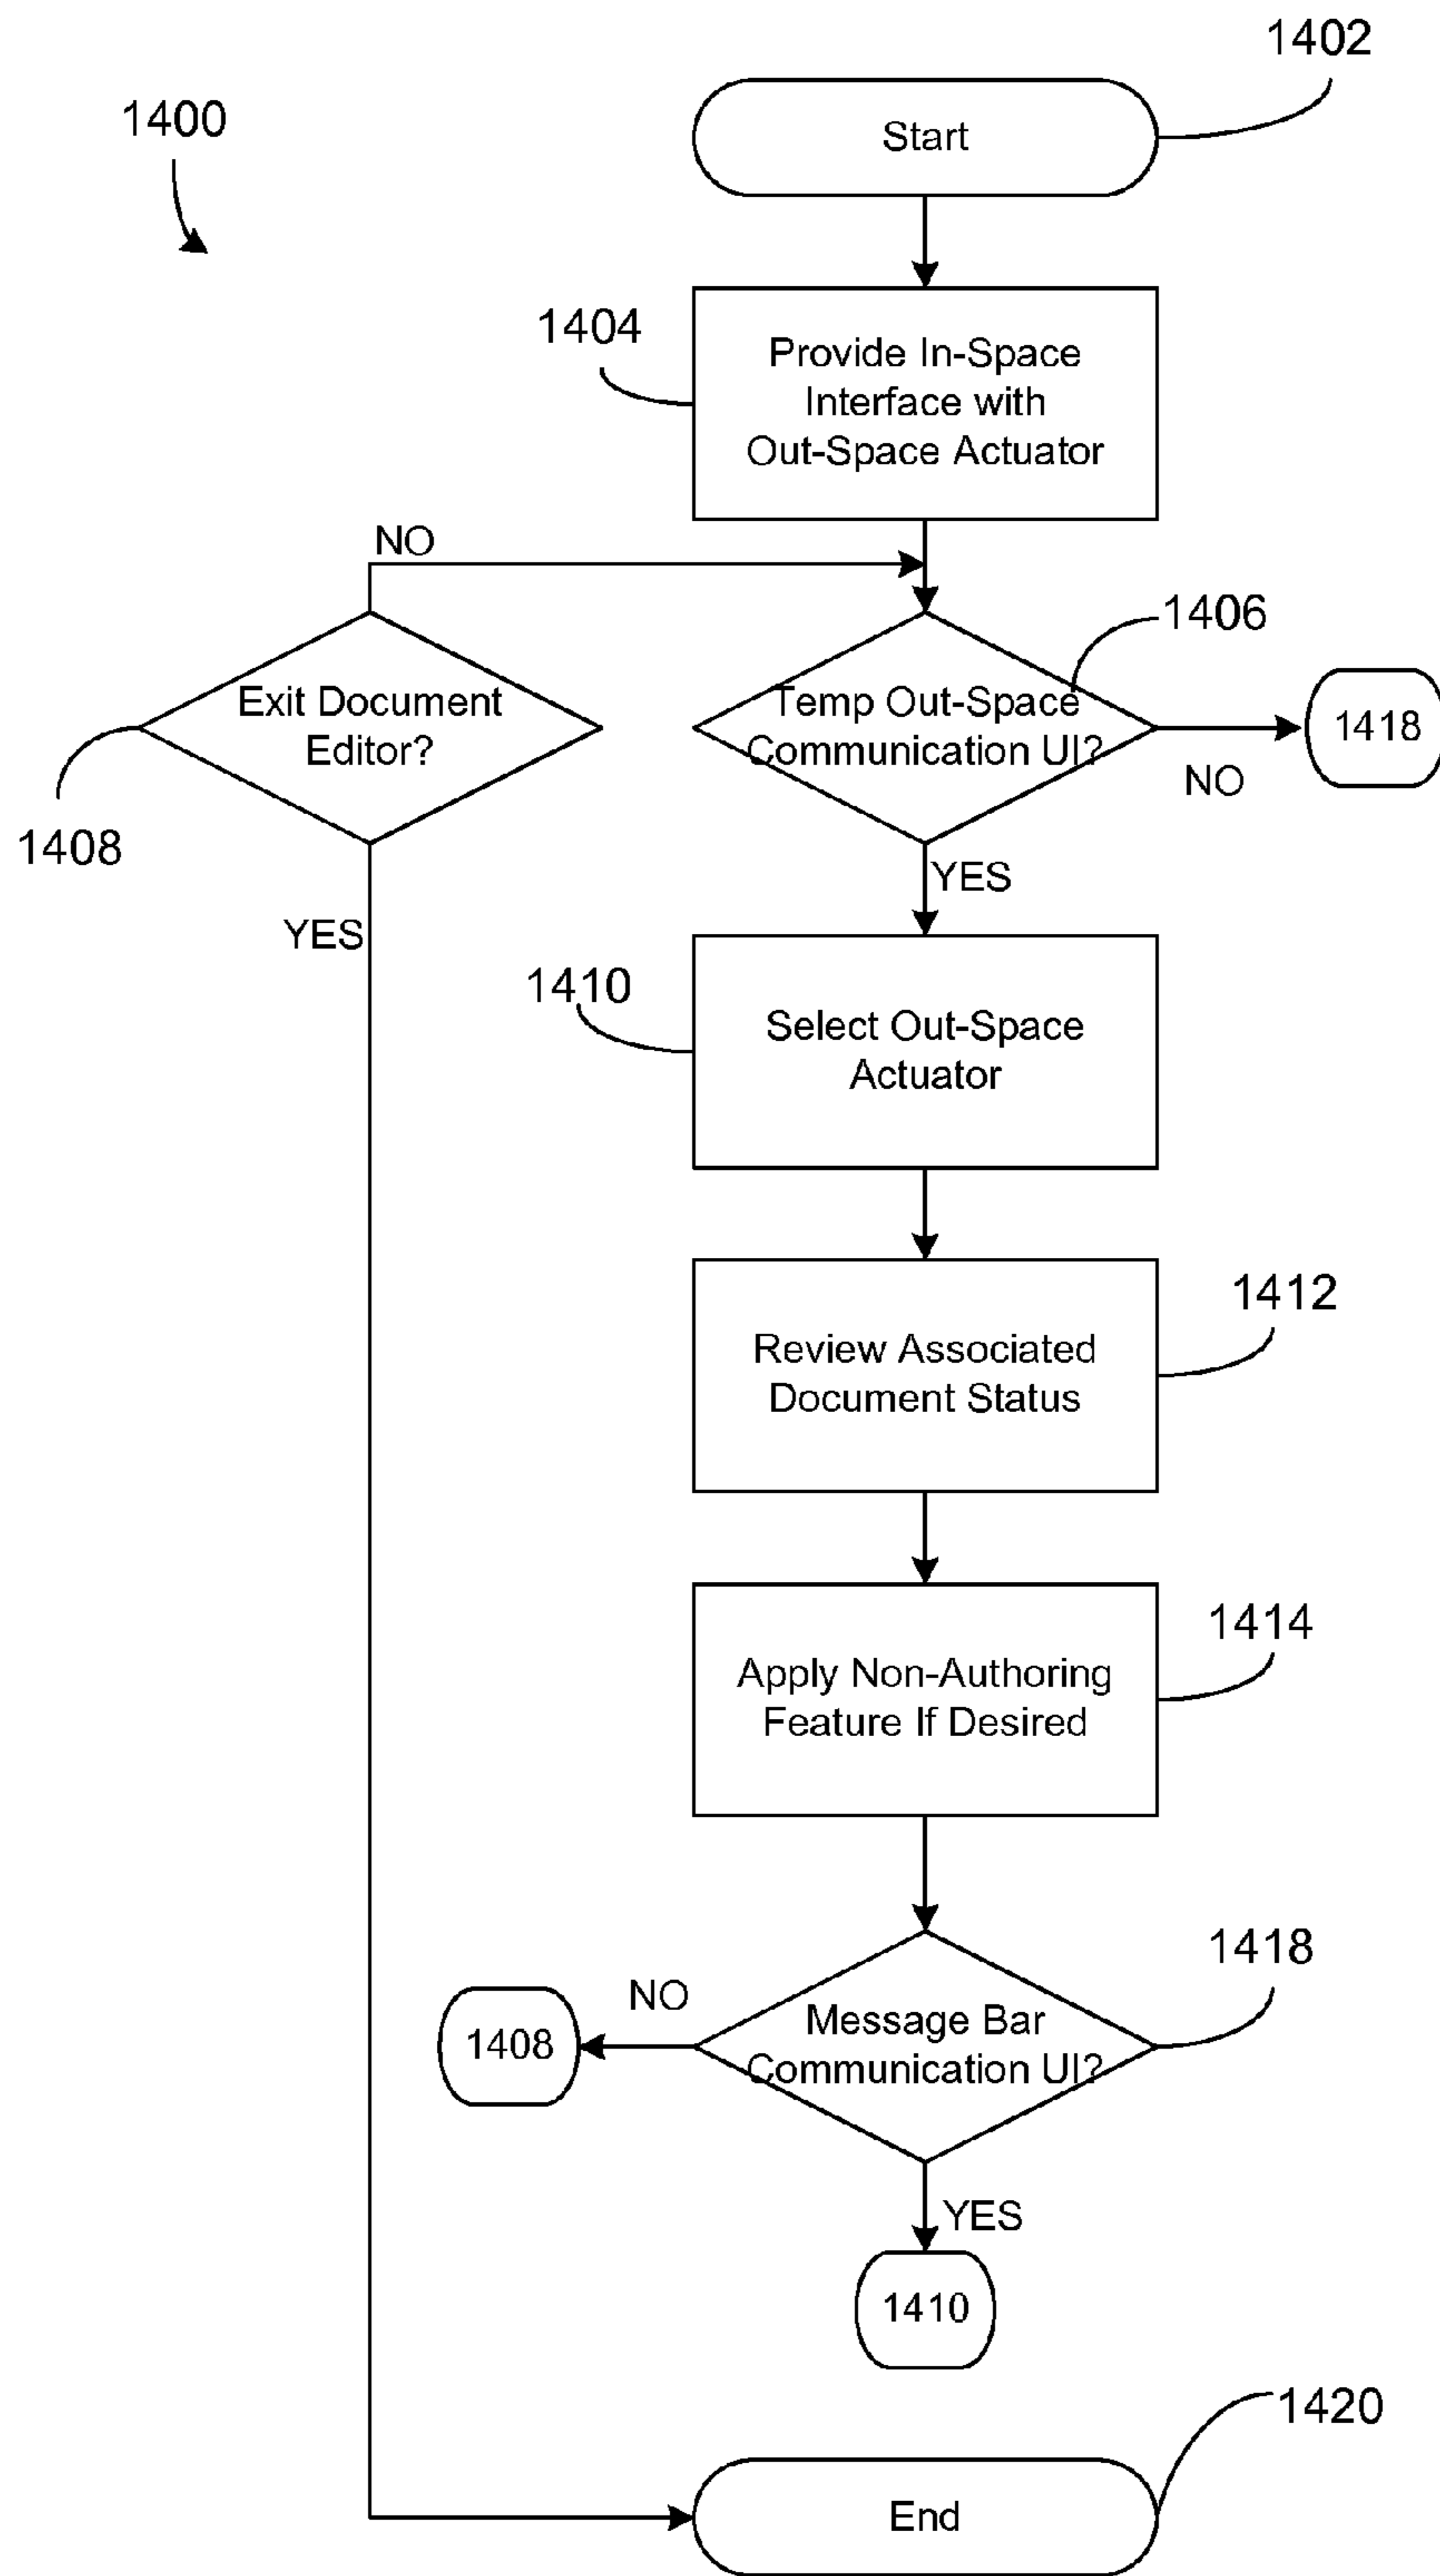 1402
1400
Start
1404
Provide In-Space
Interface with
Out-Space Actuator
NO
1406
Exit Document
Editor?
Temp Out-Space
Communication UI?
1418
NO
1408
YES
YES
1410
Select Out-Space
Actuator
1412
Review Associated
Document Status
1414
Apply Non-Authoring
Feature If Desired
1418
NO
Message Bar
Communication UI?
1408
YES
1410
1420
End